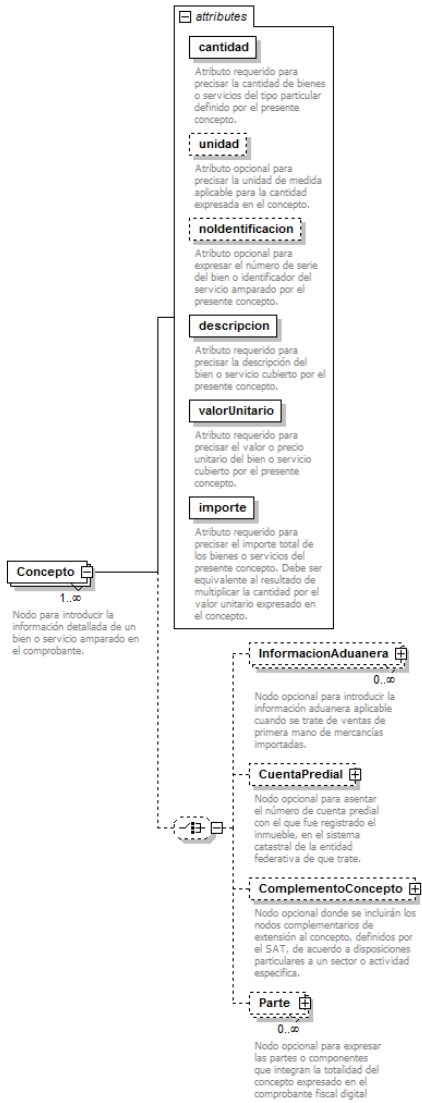 attributes
cantidad
Atributo requerido para
precisar la cantidad de bienes
o servicios del tipo particular
definido por el presente
concepto.
unidad
Atributo opcional para
precisar la unidad de medida
aplicable para la cantidad
expresada en el concepto.
noIdentificacion
Atributo opcional para
expresar el número de serie
del bien o identificador del
servicio amparado por el
presente concepto.
descripcion
Atributo requerido para
precisar la descripción del
bien o servicio cubierto por el
presente concepto.
valorUnitario
Atributo requerido para
precisar el valor o precio
unitario del bien o servicio
cubierto por el presente
concepto.
importe
Atributo requerido para
precisar el importe total de
los bienes o servicios del
presente concepto. Debe ser
equivalente al resultado de
multiplicar la cantidad por el
valor unitario expresado en
el concepto.
Concepto
1..∞
Nodo para introducir la
información detallada de un
bien o servicio amparado en
el comprobante.
InformacionAduanera
0..∞
Nodo opcional para introducir la
información aduanera aplicable
cuando se trate de ventas de
primera mano de mercancías
importadas.
CuentaPredial
Nodo opcional para asentar
el número de cuenta predial
con el que fue registrado el
inmueble, en el sistema
catastral de la entidad
federativa de que trate.
ComplementoConcepto
Nodo opcional donde se incluirán los
nodos complementarios de
extensión al concepto, definidos por
el SAT, de acuerdo a disposiciones
particulares a un sector o actividad
especifica.
Parte
0..∞
Nodo opcional para expresar
las partes o componentes
que integran la totalidad del
concepto expresado en el
comprobante fiscal digital